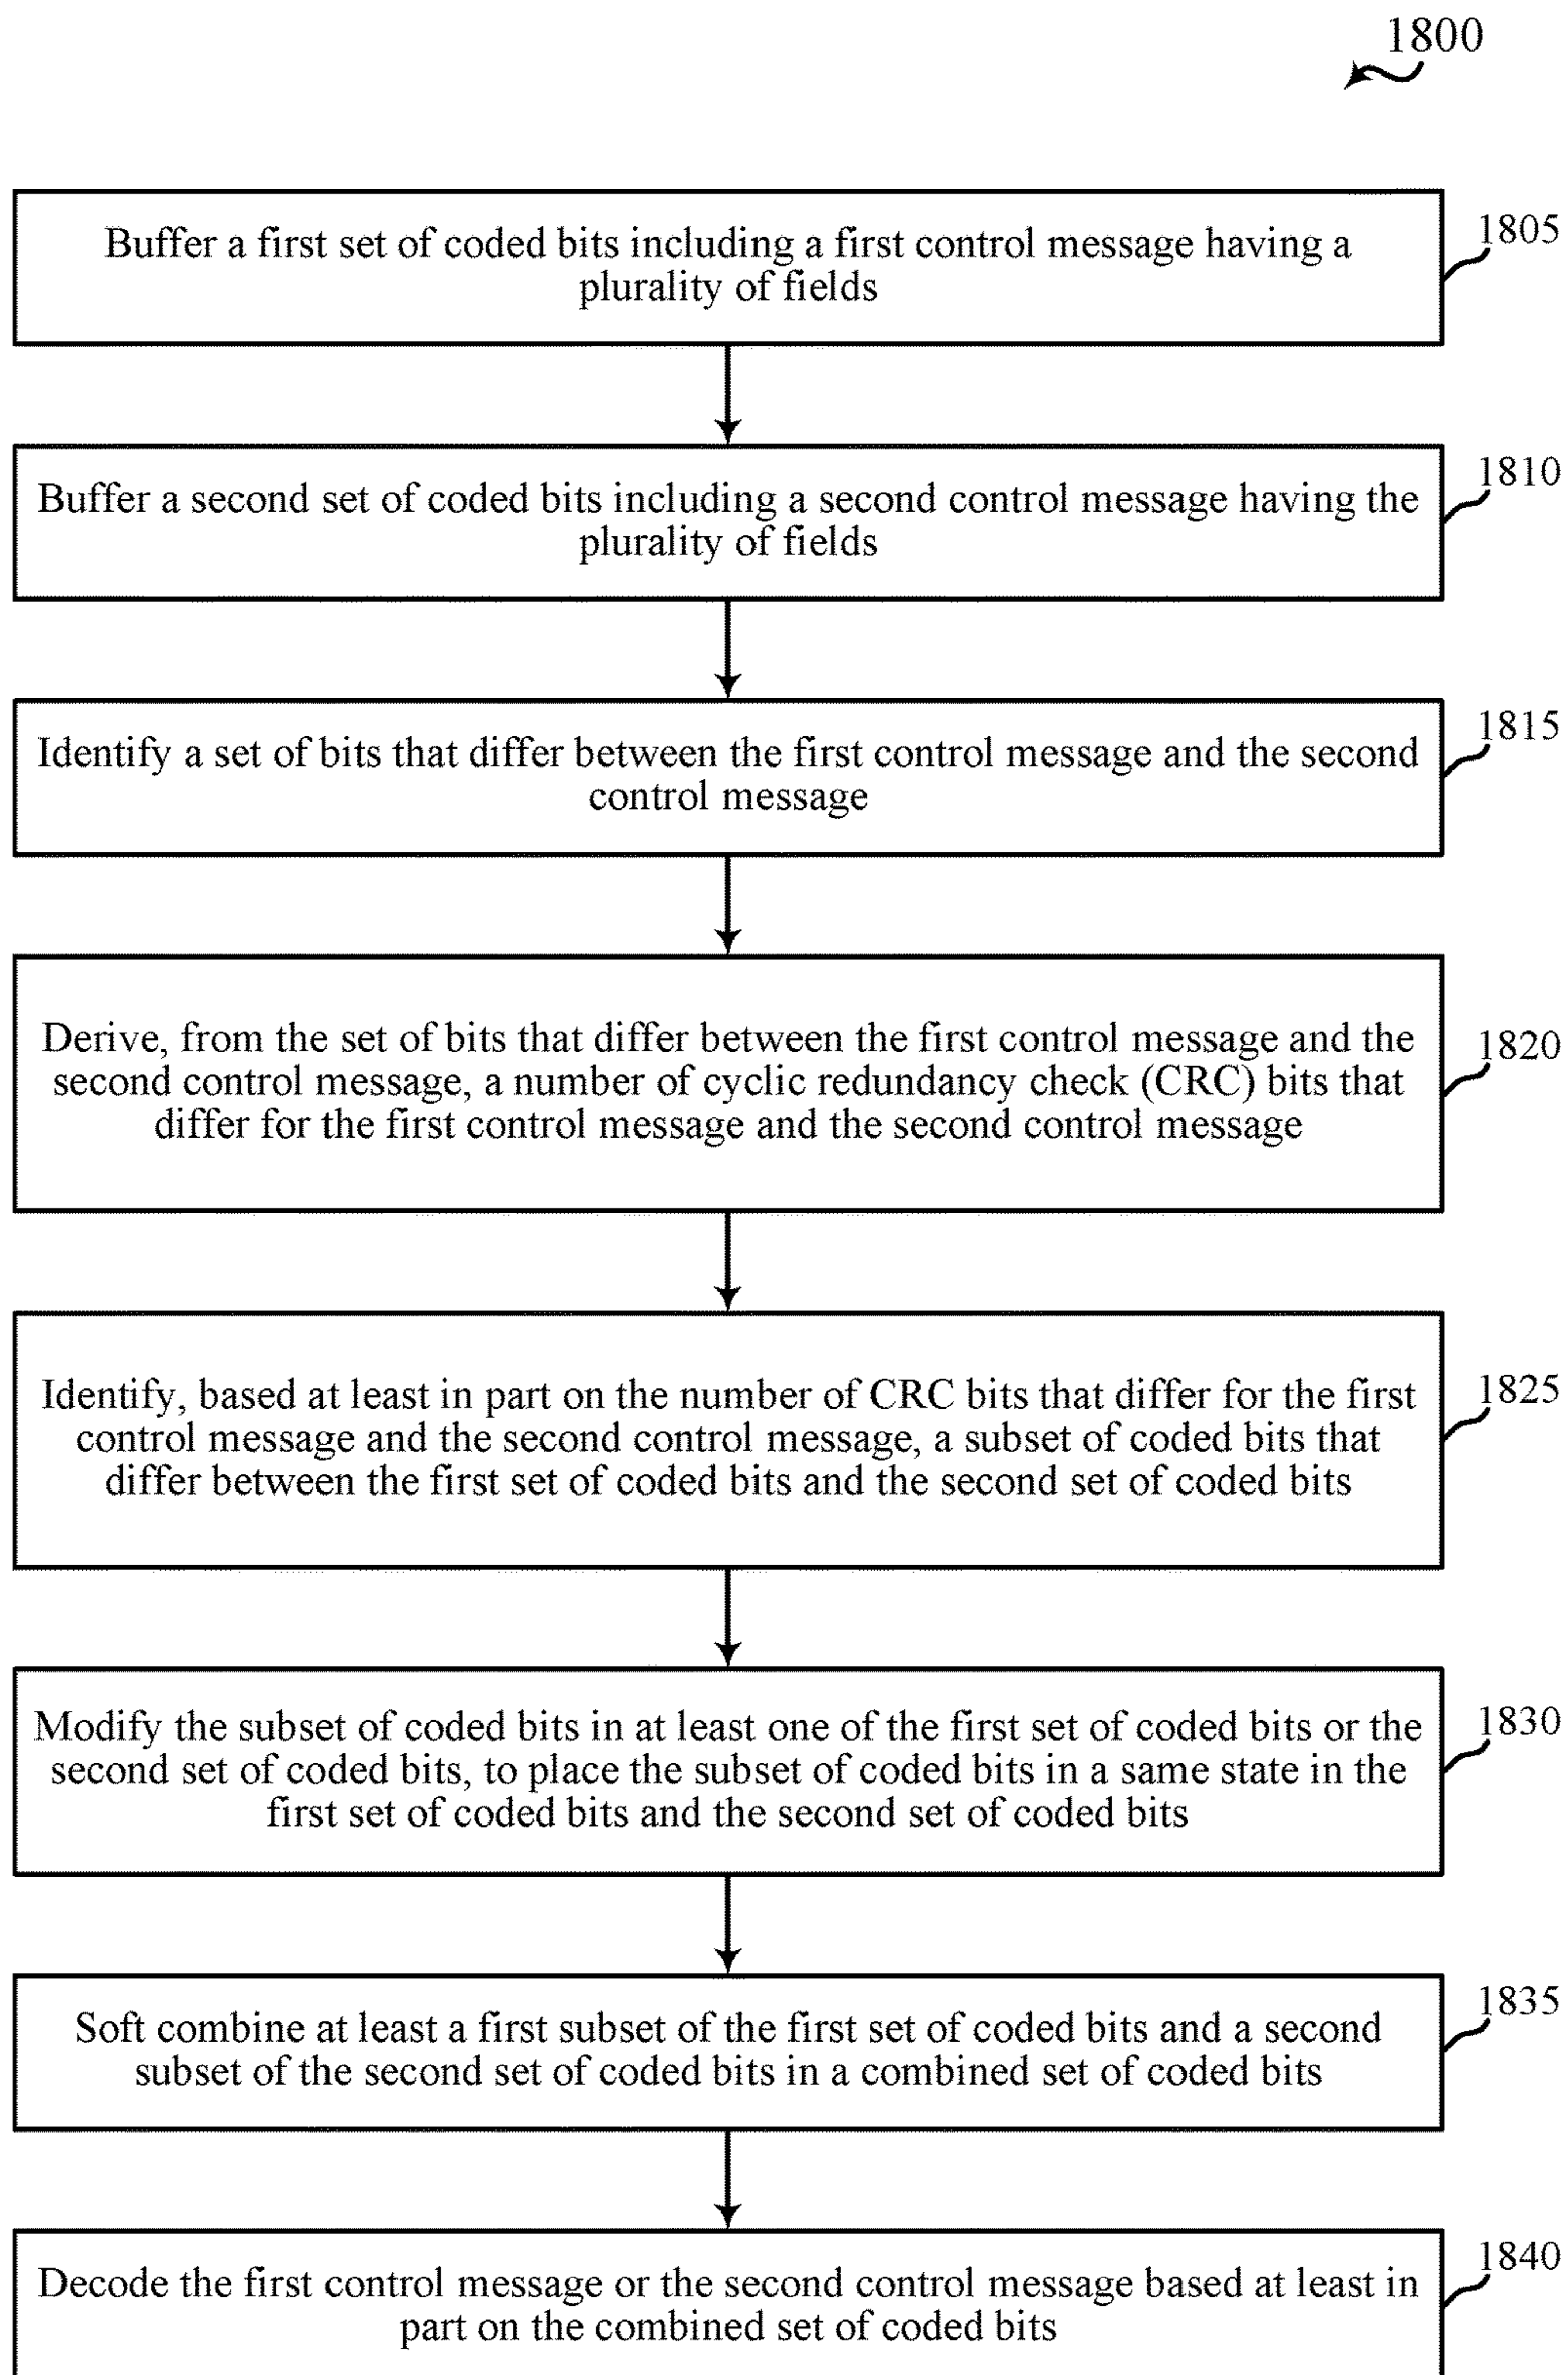 1800
Buffer a first set of coded bits including a first control message having a
plurality of fields
1805
Buffer a second set of coded bits including a second control message having the
plurality of fields
1810
Identify a set of bits that differ between the first control message and the second
control message
1815
Derive, from the set of bits that differ between the first control message and the
second control message, a number of cyclic redundancy check (CRC) bits that
differ for the first control message and the second control message
1820
Identify, based at least in part on the number of CRC bits that differ for the first
control message and the second control message, a subset of coded bits that
differ between the first set of coded bits and the second set of coded bits
1825
Modify the subset of coded bits in at least one of the first set of coded bits or the
second set of coded bits, to place the subset of coded bits in a same state in the
first set of coded bits and the second set of coded bits
1830
Soft combine at least a first subset of the first set of coded bits and a second
subset of the second set of coded bits in a combined set of coded bits
1835
Decode the first control message or the second control message based at least in
part on the combined set of coded bits
1840